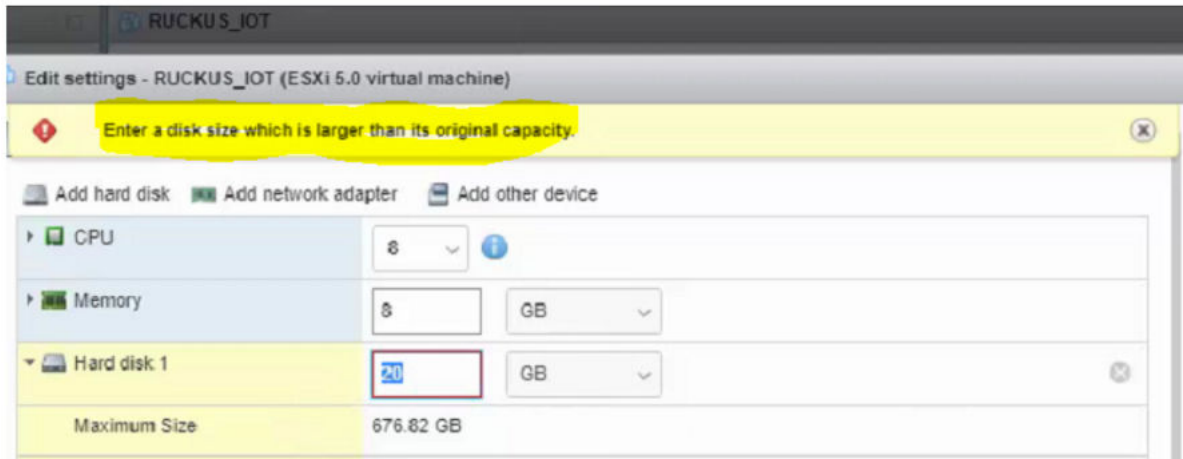 RUCKUS_IOT
Edit settings - RUCKUS_IOT (ESXi 5.0 virtual machine)
Enter a disk size which is larger than its original capacity.
Add hard disk Add network adapter Add other device
CPU 8
Memory 8 GB
Hard disk 1 20 GB
Maximum Size 676.82 GB